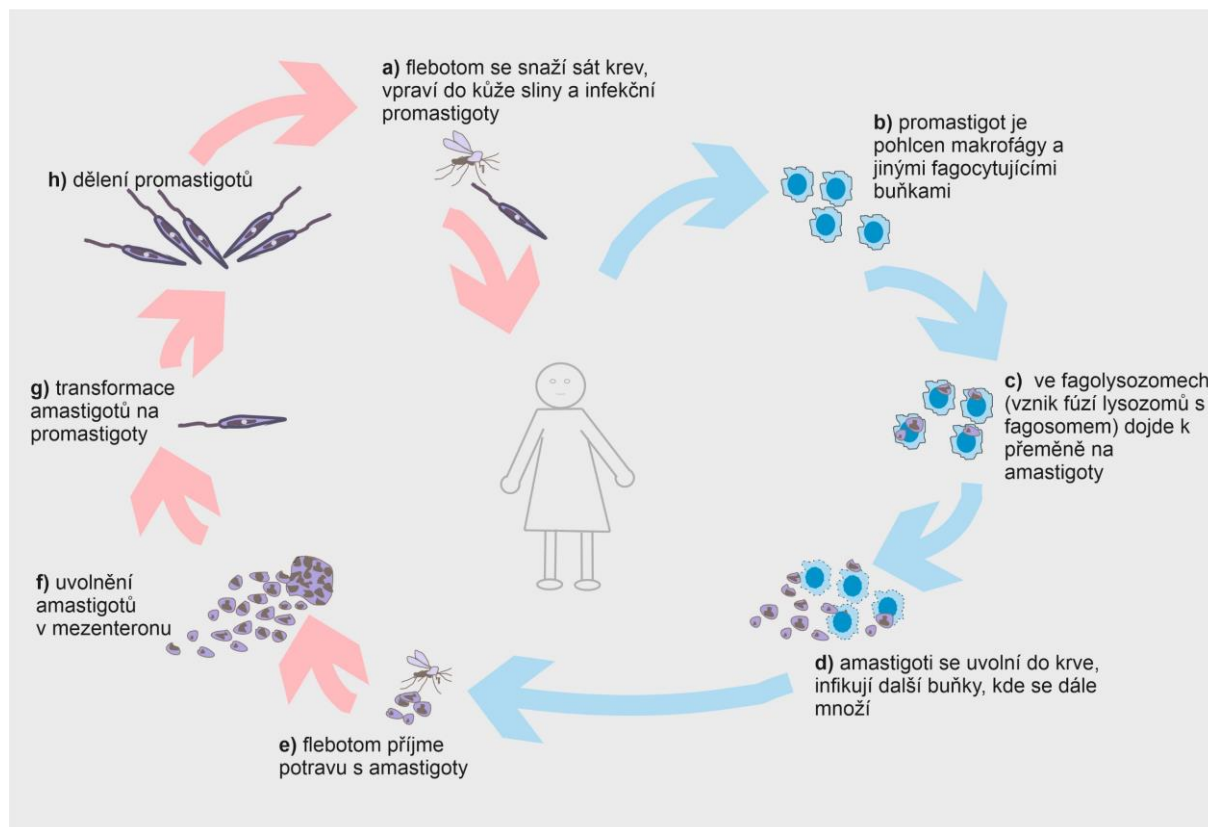 a) flebotom se snaží sát krev,
vpraví do kůže sliny a infekční
promastigoty
b) promastigot je
pohlcen makrofágy a
jinými fagocytujícími
buňkami
c) ve fagolysozomech
(vznik fúzí lysozomů s
fagosomem) dojde k
přeměně na
amastigoty
d) amastigoti se uvolní do krve,
infikují další buňky, kde se dále
množí
e) flebotom příjme
potravu s amastigoty
f) uvolnění
amastigotů
v mezenteronu
g) transformace
amastigotů na
promastigoty
h) dělení promastigotů